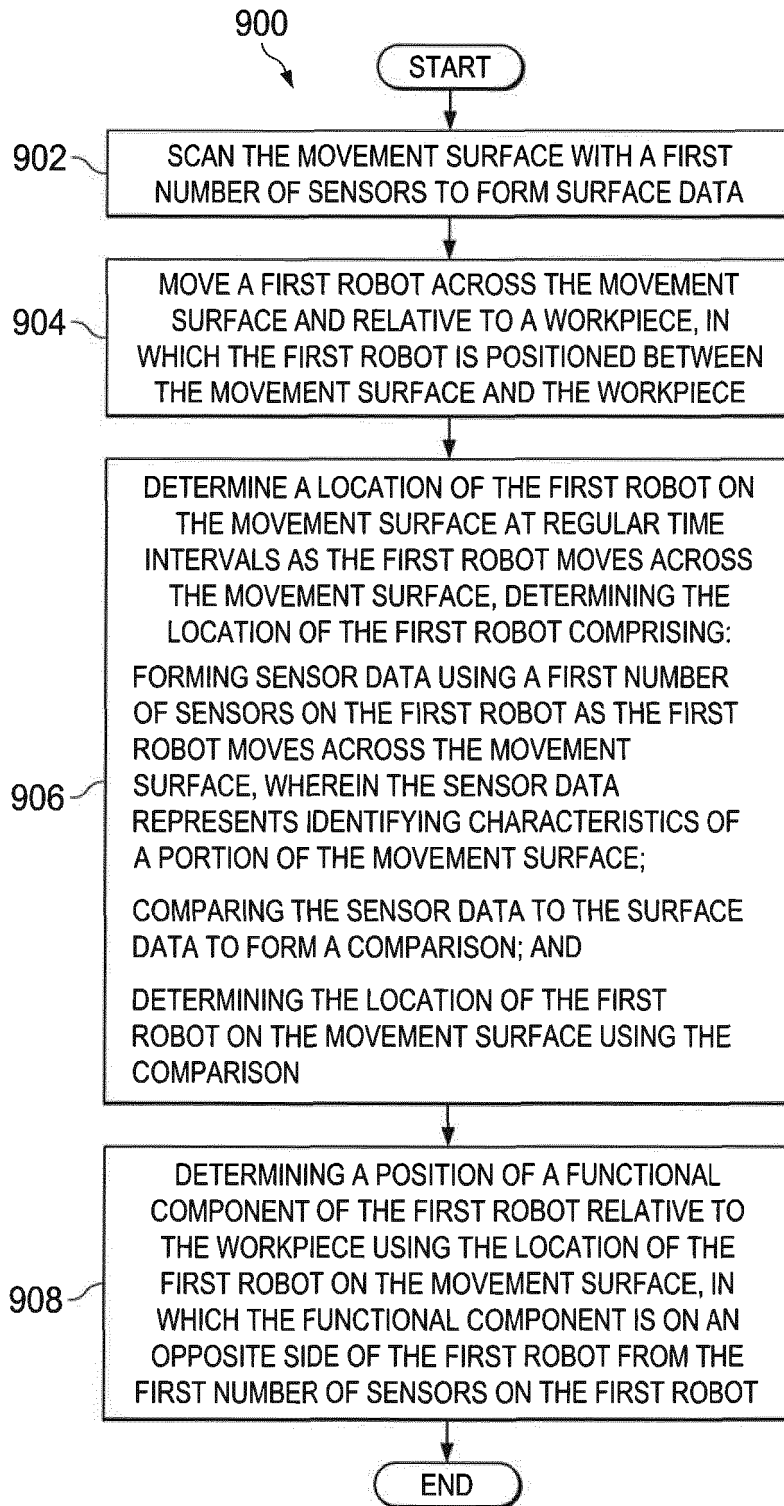 900
START
902
SCAN THE MOVEMENT SURFACE WITH A FIRST
NUMBER OF SENSORS TO FORM SURFACE DATA
904
MOVE A FIRST ROBOT ACROSS THE MOVEMENT
SURFACE AND RELATIVE TO A WORKPIECE, IN
WHICH THE FIRST ROBOT IS POSITIONED BETWEEN
THE MOVEMENT SURFACE AND THE WORKPIECE
906
DETERMINE A LOCATION OF THE FIRST ROBOT ON
THE MOVEMENT SURFACE AT REGULAR TIME
INTERVALS AS THE FIRST ROBOT MOVES ACROSS
THE MOVEMENT SURFACE, DETERMINING THE
LOCATION OF THE FIRST ROBOT COMPRISING:
FORMING SENSOR DATA USING A FIRST NUMBER
OF SENSORS ON THE FIRST ROBOT AS THE FIRST
ROBOT MOVES ACROSS THE MOVEMENT
SURFACE, WHEREIN THE SENSOR DATA
REPRESENTS IDENTIFYING CHARACTERISTICS OF
A PORTION OF THE MOVEMENT SURFACE;
COMPARING THE SENSOR DATA TO THE SURFACE
DATA TO FORM A COMPARISON; AND
DETERMINING THE LOCATION OF THE FIRST
ROBOT ON THE MOVEMENT SURFACE USING THE
COMPARISON
908
DETERMINING A POSITION OF A FUNCTIONAL
COMPONENT OF THE FIRST ROBOT RELATIVE TO
THE WORKPIECE USING THE LOCATION OF THE
FIRST ROBOT ON THE MOVEMENT SURFACE, IN
WHICH THE FUNCTIONAL COMPONENT IS ON AN
OPPOSITE SIDE OF THE FIRST ROBOT FROM THE
FIRST NUMBER OF SENSORS ON THE FIRST ROBOT
END